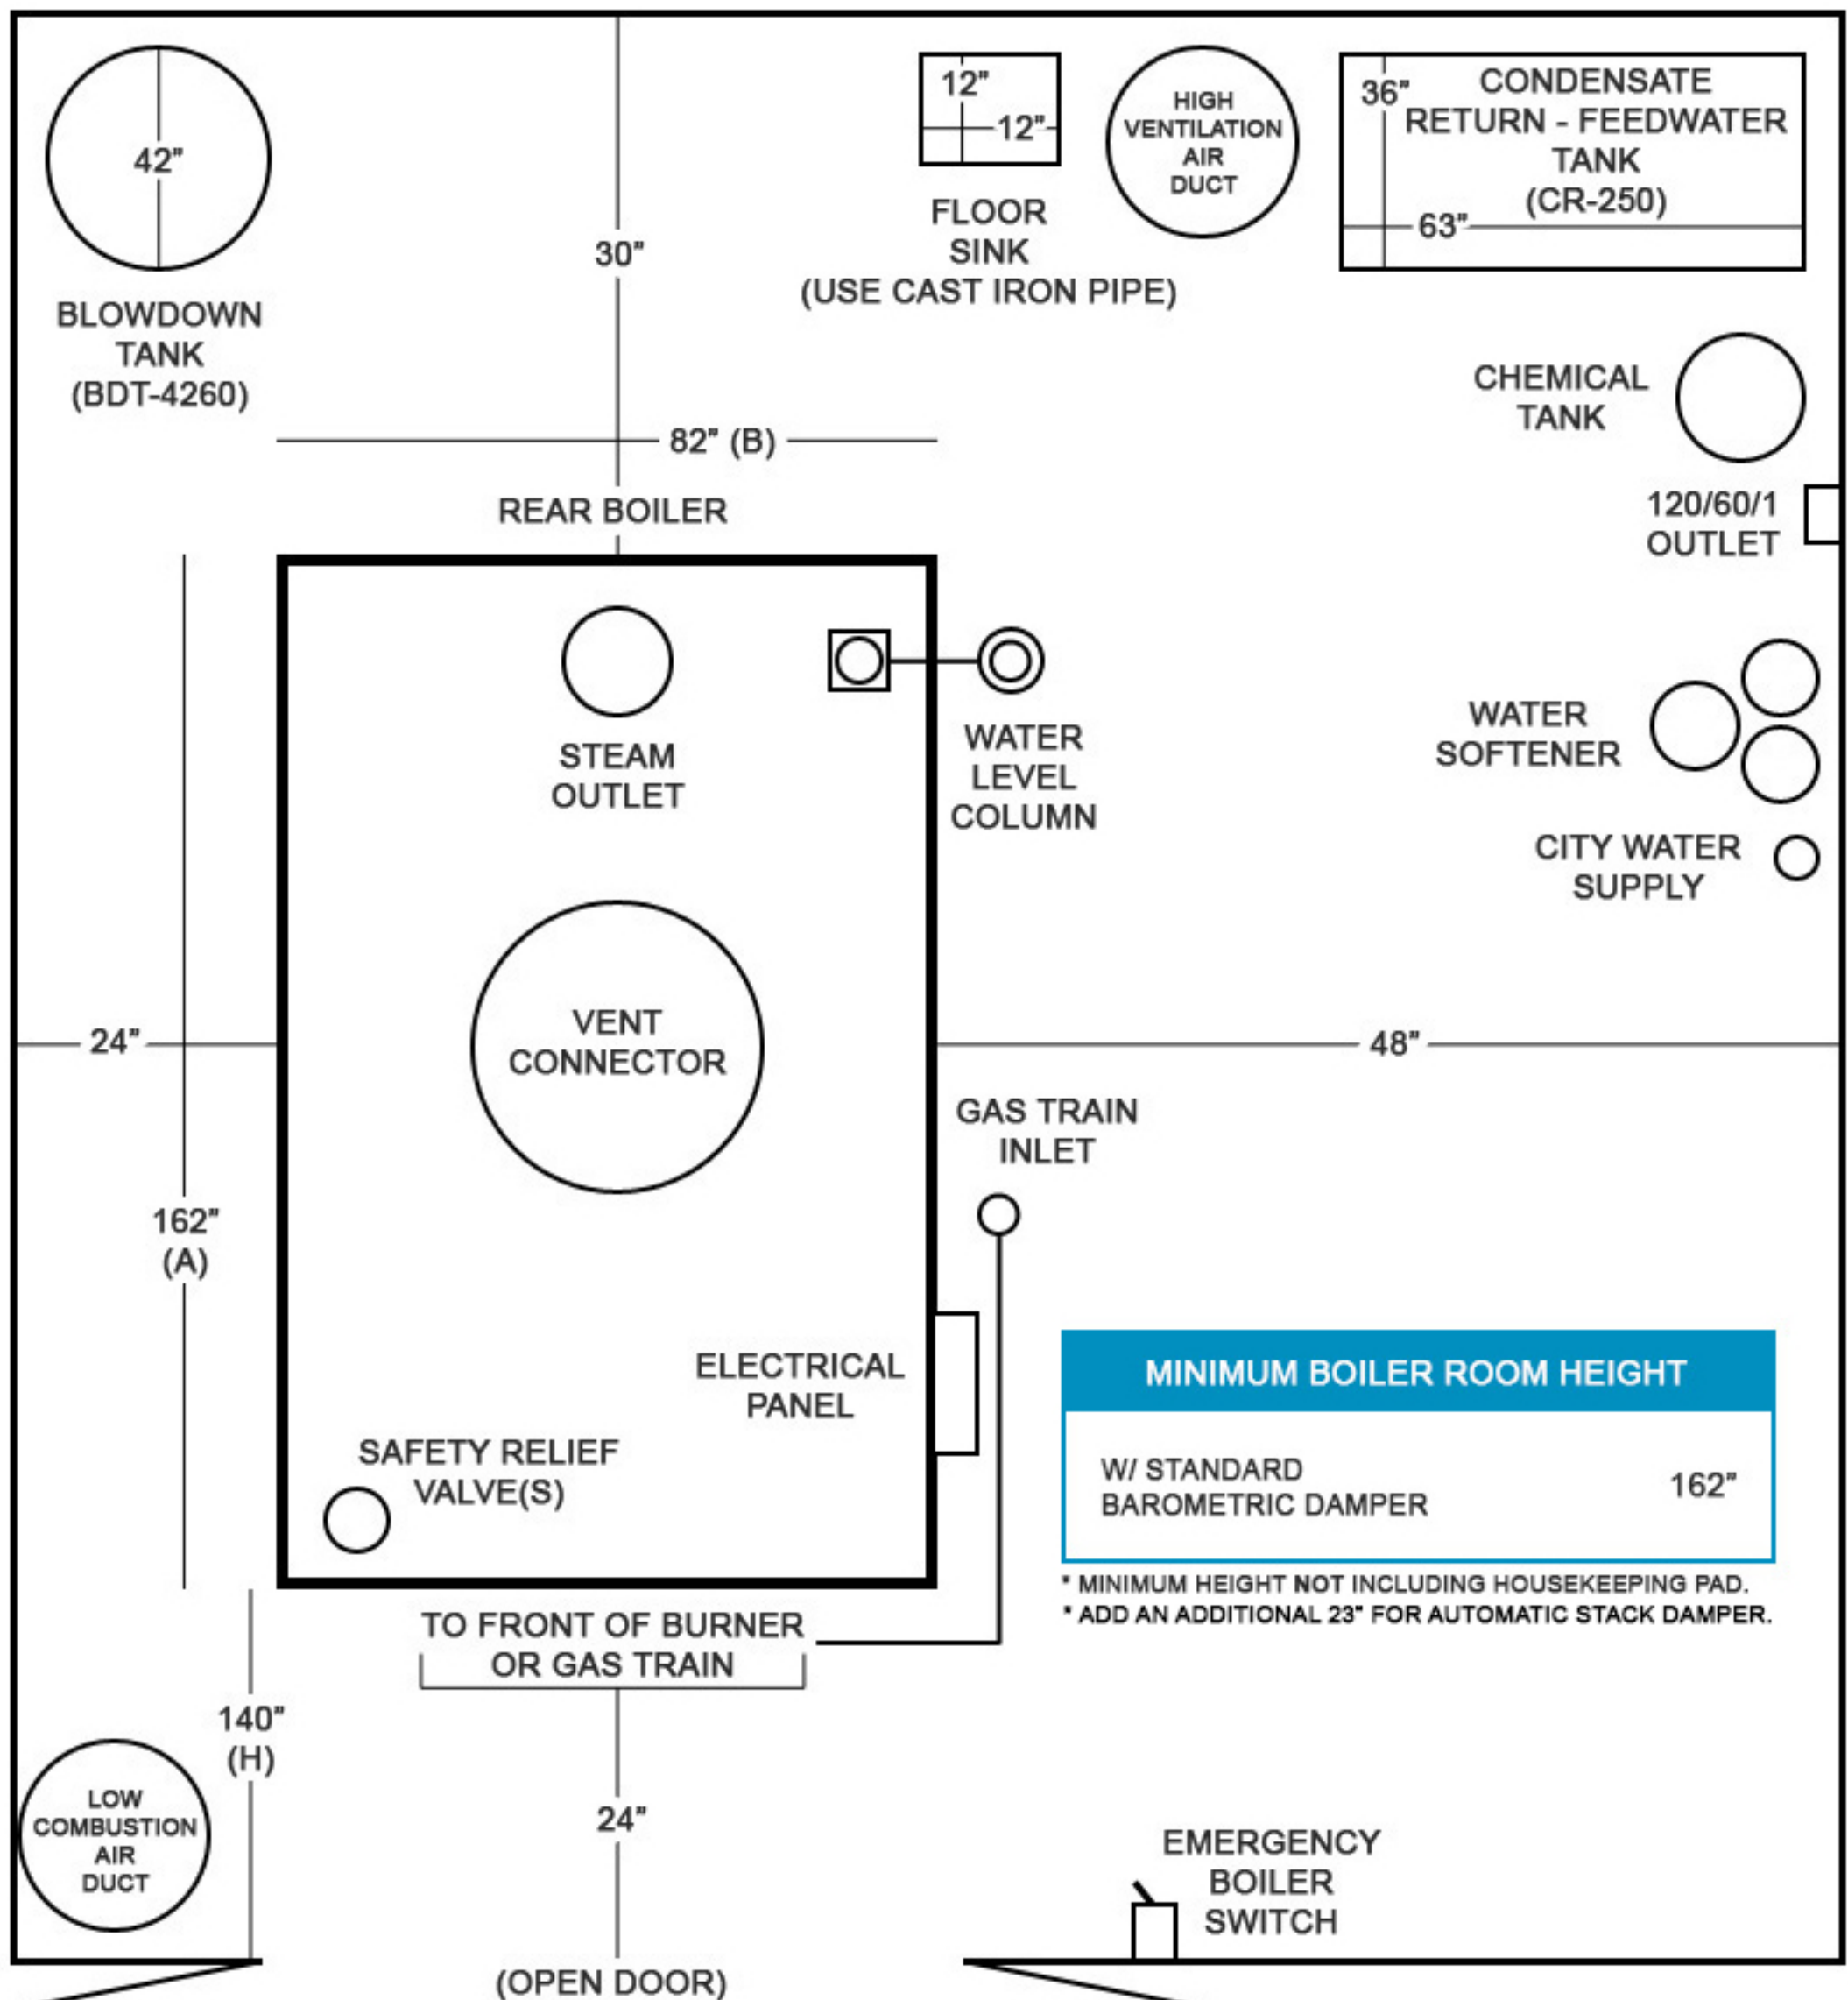 42”
BLOWDOWN
TANK
(BDT-4260)
30”
12”
12”
FLOOR
SINK
(USE CAST IRON PIPE)
HIGH
VENTILATION
AIR
DUCT
36”
CONDENSATE
RETURN - FEEDWATER
TANK
(CR-250)
63”
CHEMICAL
TANK
120/60/1
OUTLET
82” (B)
REAR BOILER
STEAM
OUTLET
WATER
LEVEL
COLUMN
WATER
SOFTENER
CITY WATER
SUPPLY
24”
VENT
CONNECTOR
48”
GAS TRAIN
INLET
162”
(A)
ELECTRICAL
PANEL
SAFETY RELIEF
VALVE(S)
MINIMUM BOILER ROOM HEIGHT
W/ STANDARD
BAROMETRIC DAMPER
162”
* MINIMUM HEIGHT NOT INCLUDING HOUSEKEEPING PAD.
* ADD AN ADDITIONAL 23” FOR AUTOMATIC STACK DAMPER.
TO FRONT OF BURNER
OR GAS TRAIN
140”
(H)
24”
LOW
COMBUSTION
AIR
DUCT
EMERGENCY
BOILER
SWITCH
(OPEN DOOR)